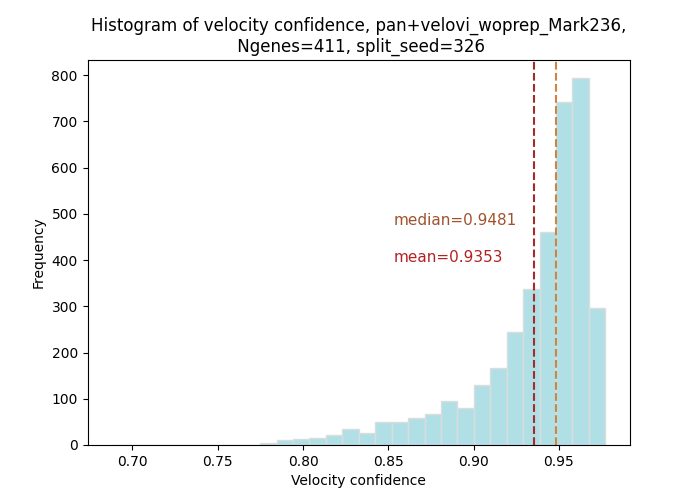 Histogram of velocity confidence, pan+velovi_woprep_Mark236,
Ngenes=411, split_seed=326
800
700
600
500
400
300
200
100
0
Frequency
median=0.9481
mean=0.9353
0.70 0.75 0.80 0.85 0.90 0.95
Velocity confidence